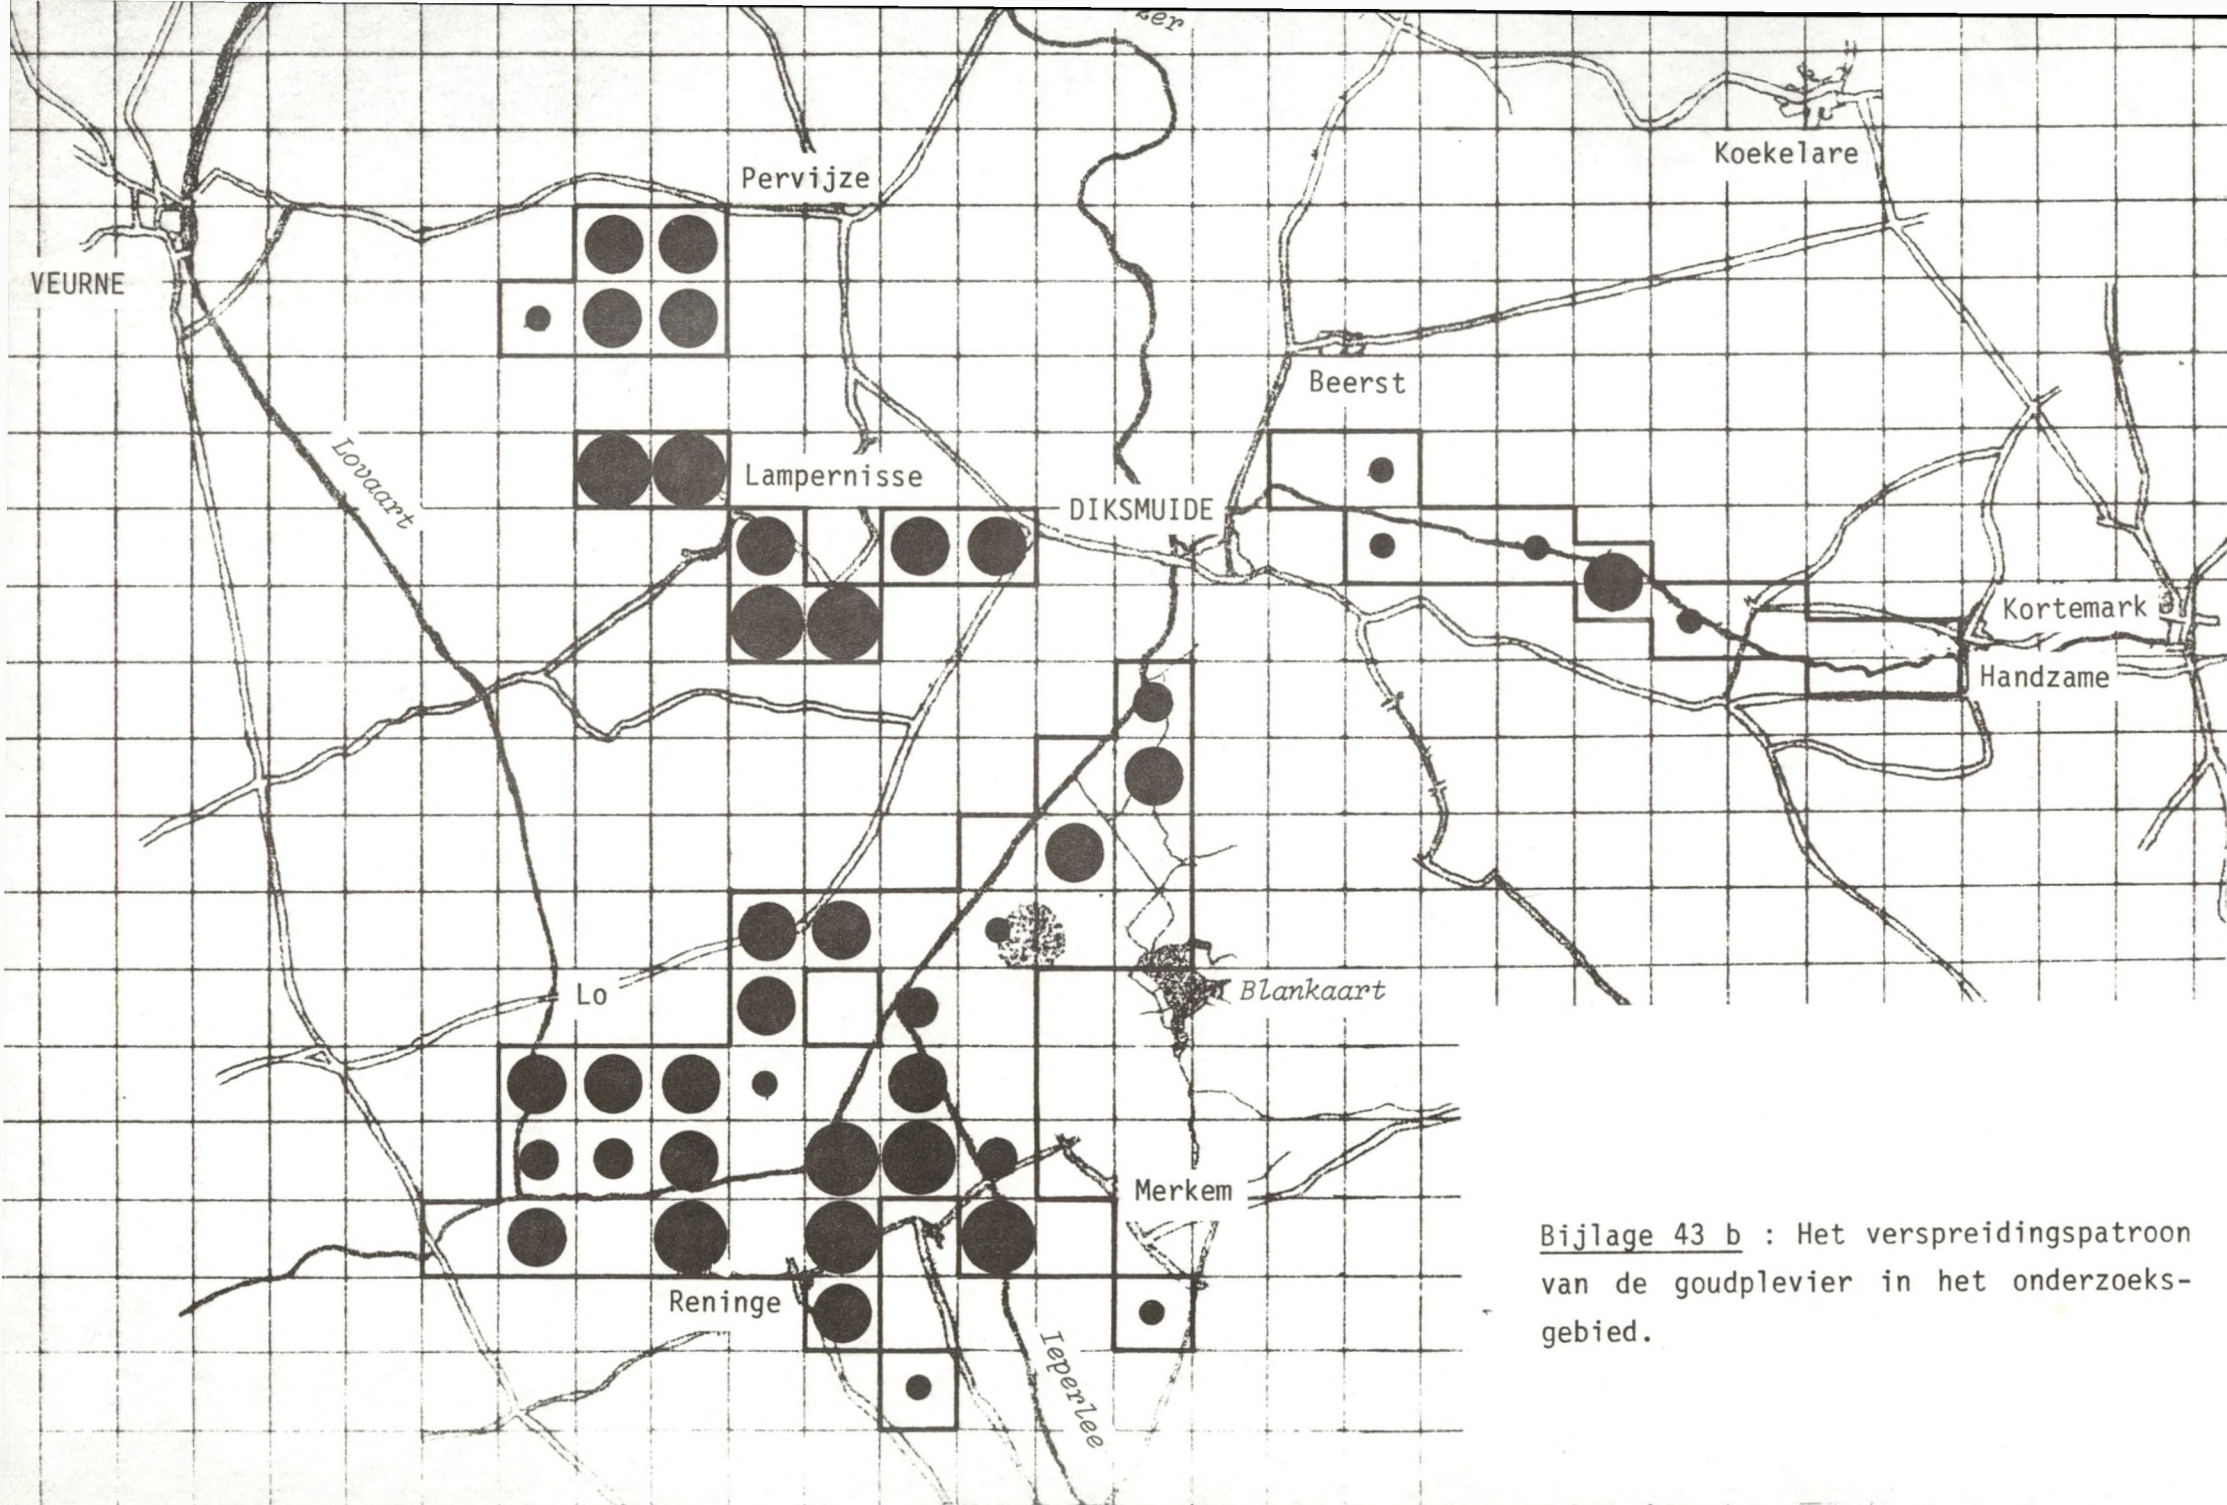 Koekelare
Pervijze
VEURNE
Beerst
Lovaart
Lampernisse
DIKSMUIDE
Kortemark
Handzame
Lo
Blankaart
Merkem
Reninge
Ieperlee
Bijlage 43 b : Het verspreidingspatroon
van de goudplevier in het onderzoeks-
gebied.